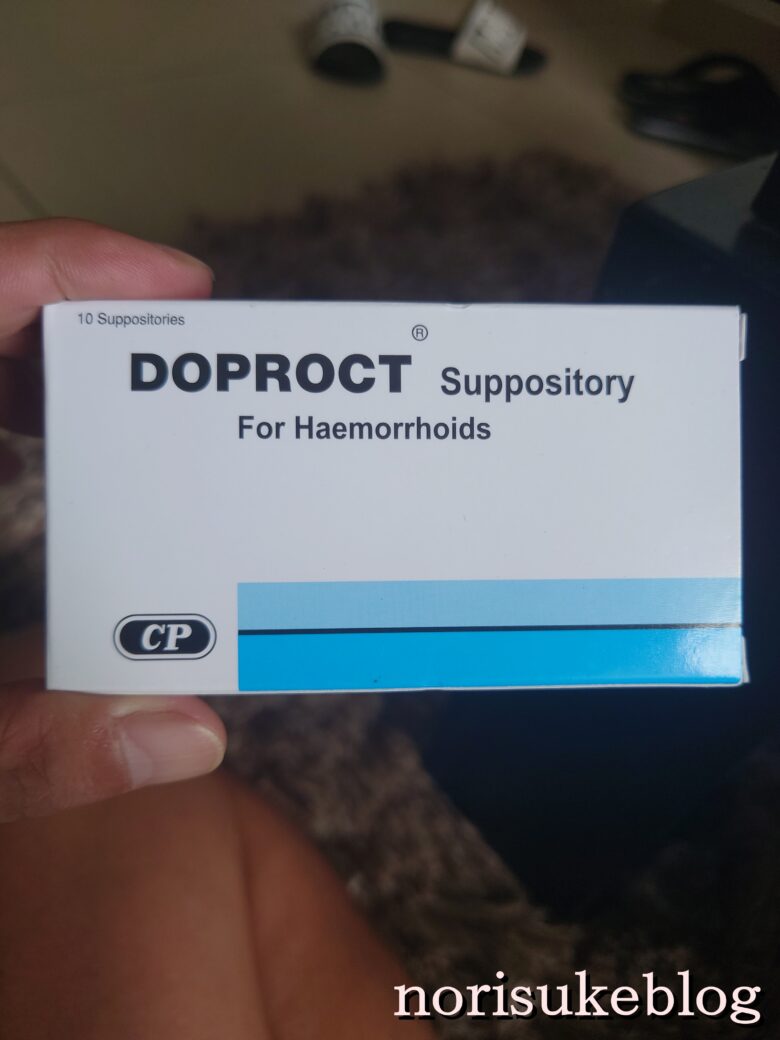 10 Suppositories
DOPROCT® Suppository
For Haemorrhoids
CP
norisukeblog